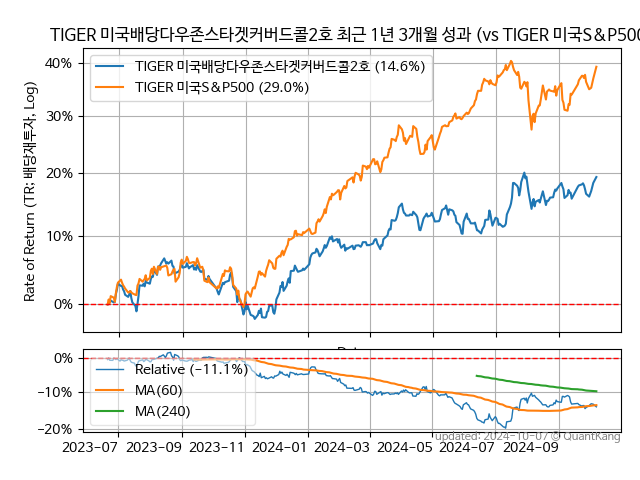 TIGER 미국배당다우존스타겟커버드콜2호 최근 1년 3개월 성과 (vs TIGER 미국S&P500
TIGER 미국배당다우존스타겟커버드콜2호 (14.6%)
TIGER 미국S&P500 (29.0%)
40%
30%
20%
10%
0%
Rate of Return (TR: 배당재투자, Log)
0%
−10%
−20%
Relative (−11.1%)
MA(60)
MA(240)
2023-07
2023-09
2023-11
2024-01
2024-03
2024-05
2024-07
2024-09
updated: 2024-10-07 © QuantKang